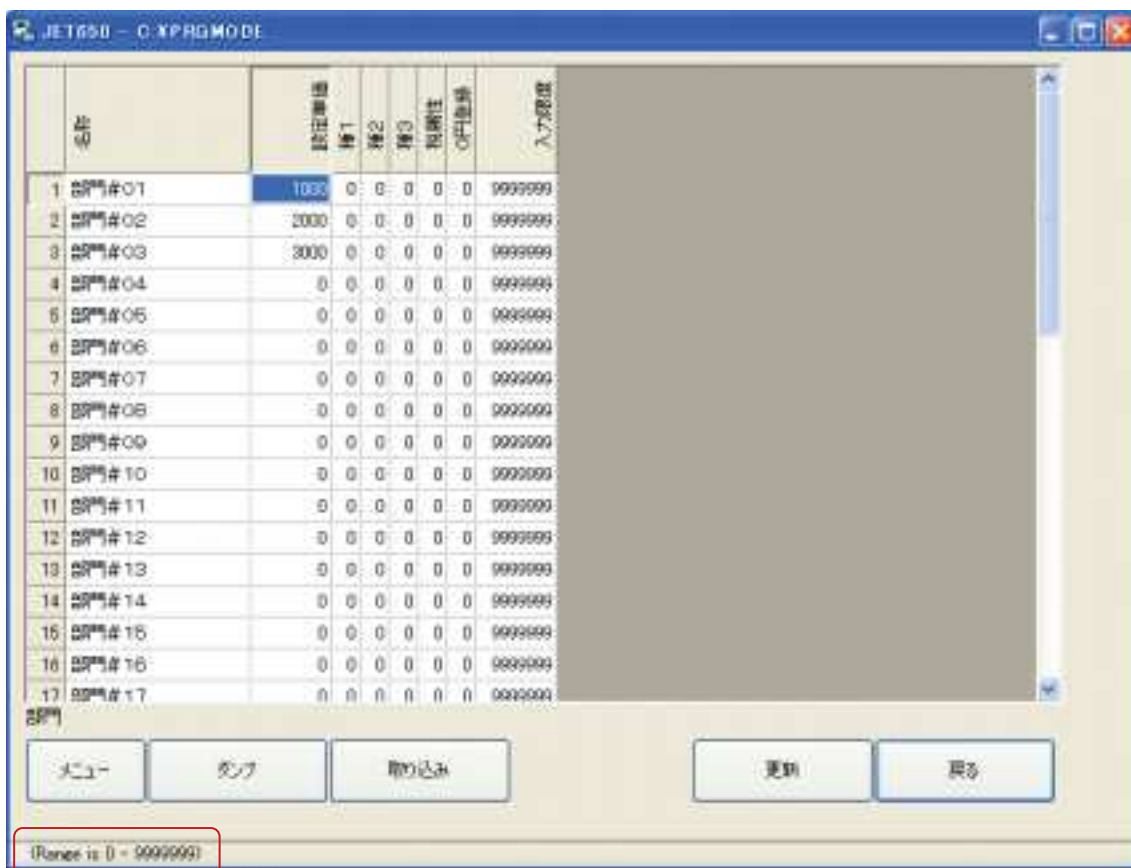 JET650 - C:¥PRGMODE
名称 設定単価 種1 種2 種3 税属性 0円登録 入力限度
1 部門#01 1000 0 0 0 0 0 9999999
2 部門#02 2000 0 0 0 0 0 9999999
3 部門#03 3000 0 0 0 0 0 9999999
4 部門#04 0 0 0 0 0 0 9999999
5 部門#05 0 0 0 0 0 0 9999999
6 部門#06 0 0 0 0 0 0 9999999
7 部門#07 0 0 0 0 0 0 9999999
8 部門#08 0 0 0 0 0 0 9999999
9 部門#09 0 0 0 0 0 0 9999999
10 部門#10 0 0 0 0 0 0 9999999
11 部門#11 0 0 0 0 0 0 9999999
12 部門#12 0 0 0 0 0 0 9999999
13 部門#13 0 0 0 0 0 0 9999999
14 部門#14 0 0 0 0 0 0 9999999
15 部門#15 0 0 0 0 0 0 9999999
16 部門#16 0 0 0 0 0 0 9999999
17 部門#17 0 0 0 0 0 0 9999999
部門
メニュー ダンプ 取り込み 更新 戻る
(Range is 0 - 9999999)